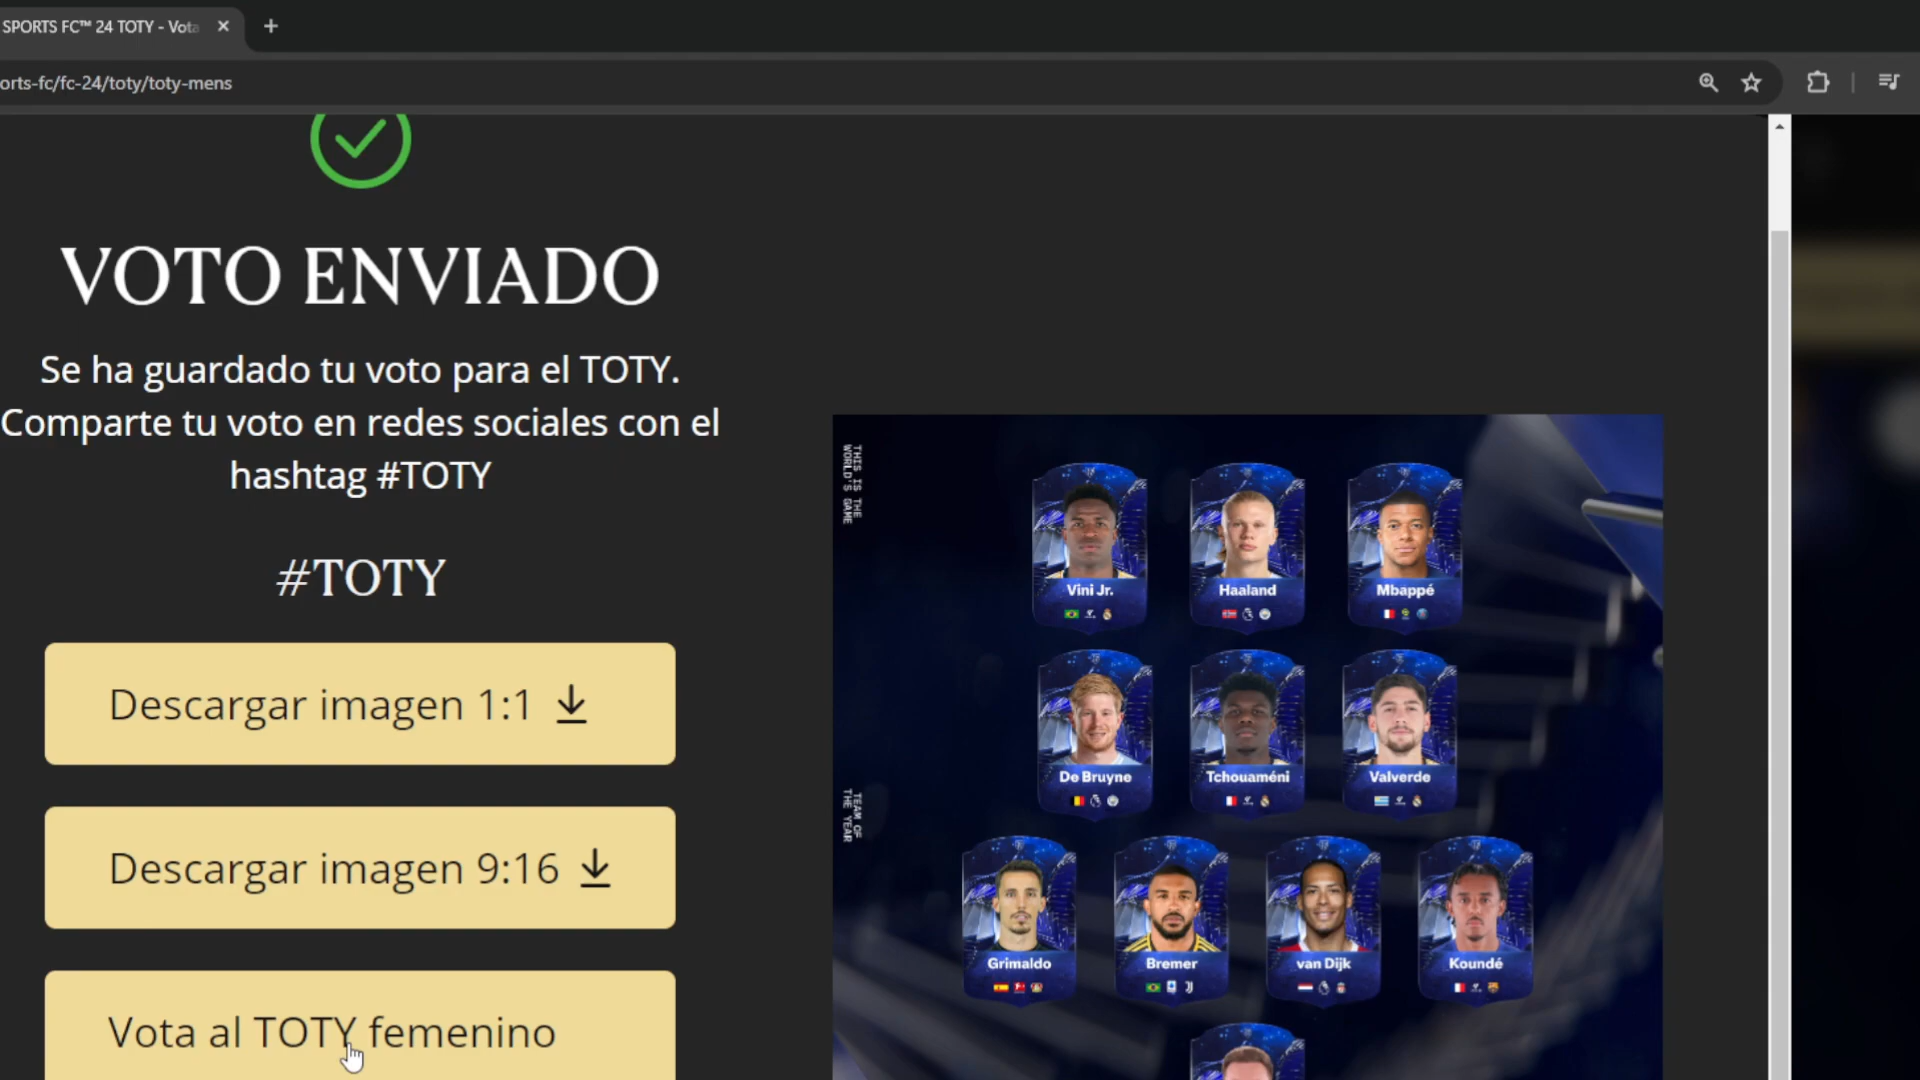 SPORTS FC™ 24 TOTY - Vota
orts-fc/fc-24/toty/toty-mens
VOTO ENVIADO
Se ha guardado tu voto para el TOTY.
Comparte tu voto en redes sociales con el
hashtag #TOTY
#TOTY
Descargar imagen 1:1
Descargar imagen 9:16
Vota al TOTY femenino
THIS IS THE
WORLD'S GAME
Vini Jr.
Haaland
Mbappé
De Bruyne
Tchouaméni
Valverde
TEAM OF
THE YEAR
Grimaldo
Bremer
van Dijk
Koundé